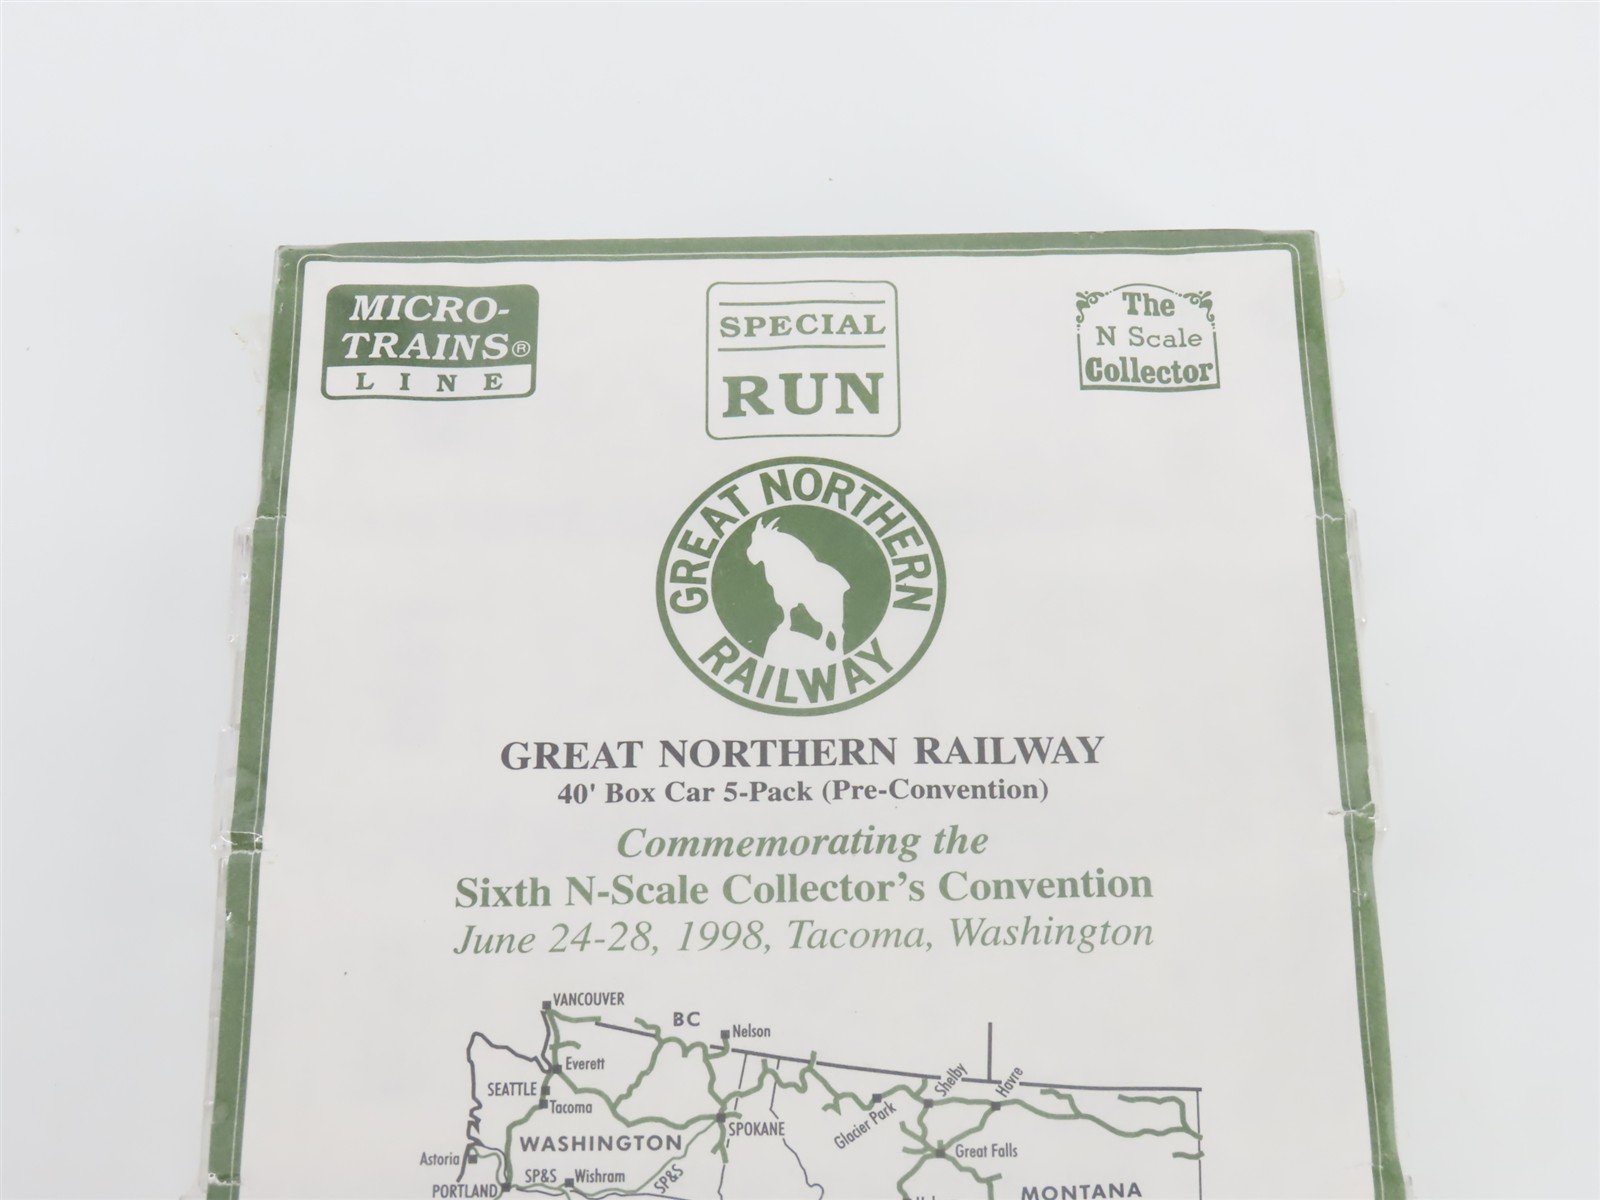 MICRO-
TRAINS®
LINE
SPECIAL
RUN
The
N Scale
Collector
GREAT NORTHERN
RAILWAY
GREAT NORTHERN RAILWAY
40' Box Car 5-Pack (Pre-Convention)
Commemorating the
Sixth N-Scale Collector's Convention
June 24-28, 1998, Tacoma, Washington
VANCOUVER
BC
Nelson
Everett
SEATTLE
Tacoma
Shelby
Havre
Glacier Park
SPOKANE
WASHINGTON
Great Falls
Astoria
SP&S
Wishram
SP&S
PORTLAND
MONTANA